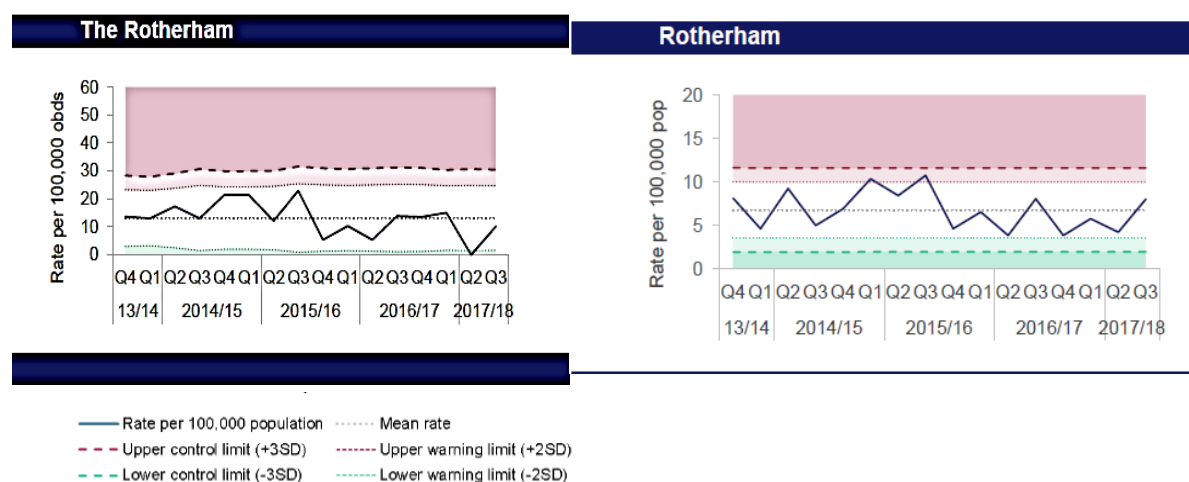 The Rotherham
Rate per 100,000 obds
60
50
40
30
20
10
0
Q4 Q1 Q2 Q3 Q4 Q1 Q2 Q3 Q4 Q1 Q2 Q3 Q4 Q1 Q2 Q3
13/14 2014/15 2015/16 2016/17 2017/18
Rotherham
Rate per 100,000 pop
20
15
10
5
0
Q4 Q1 Q2 Q3 Q4 Q1 Q2 Q3 Q4 Q1 Q2 Q3 Q4 Q1 Q2 Q3
13/14 2014/15 2015/16 2016/17 2017/18
Rate per 100,000 population Mean rate
Upper control limit (+3SD) Upper warning limit (+2SD)
Lower control limit (-3SD) Lower warning limit (-2SD)